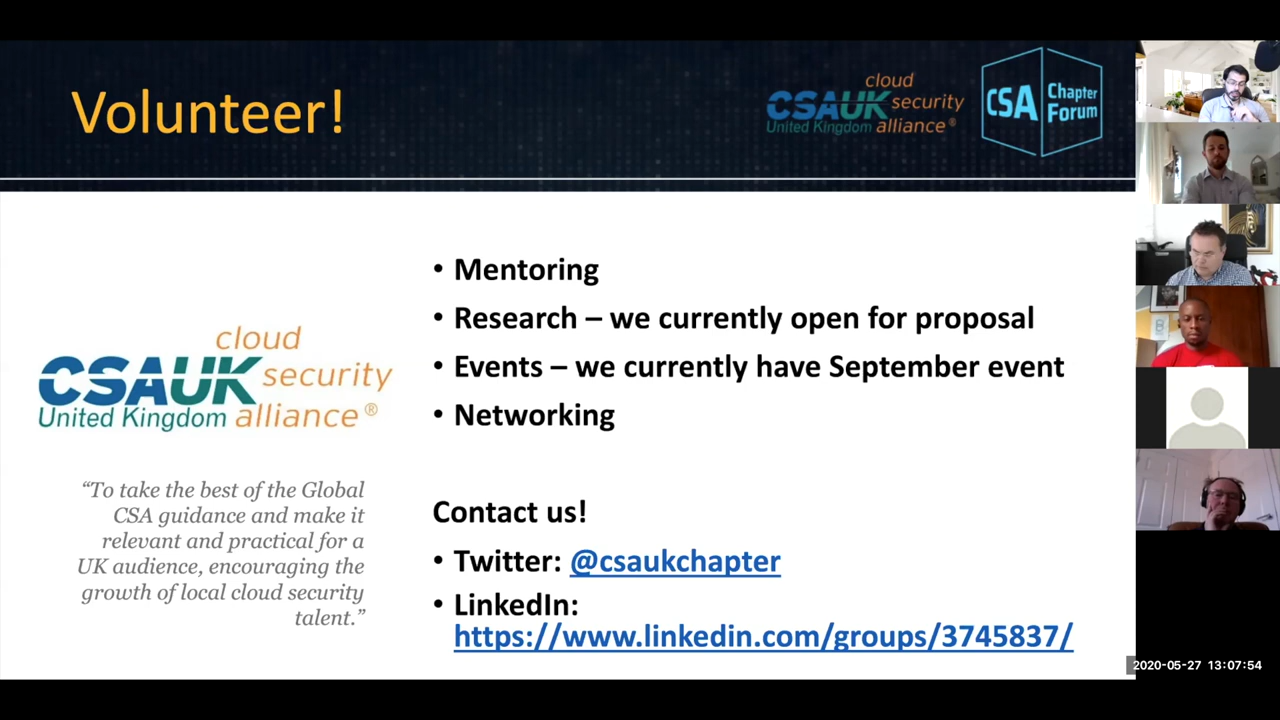 Volunteer!
cloud
CSAUK security
United Kingdom alliance®
CSA Chapter
Forum
• Mentoring
• Research – we currently open for proposal
• Events – we currently have September event
• Networking
cloud
CSAUK security
United Kingdom alliance®
“To take the best of the Global
CSA guidance and make it
relevant and practical for a
UK audience, encouraging the
growth of local cloud security
talent.”
Contact us!
• Twitter: @csaukchapter
• LinkedIn:
https://www.linkedin.com/groups/3745837/
2020-05-27 13:07:54